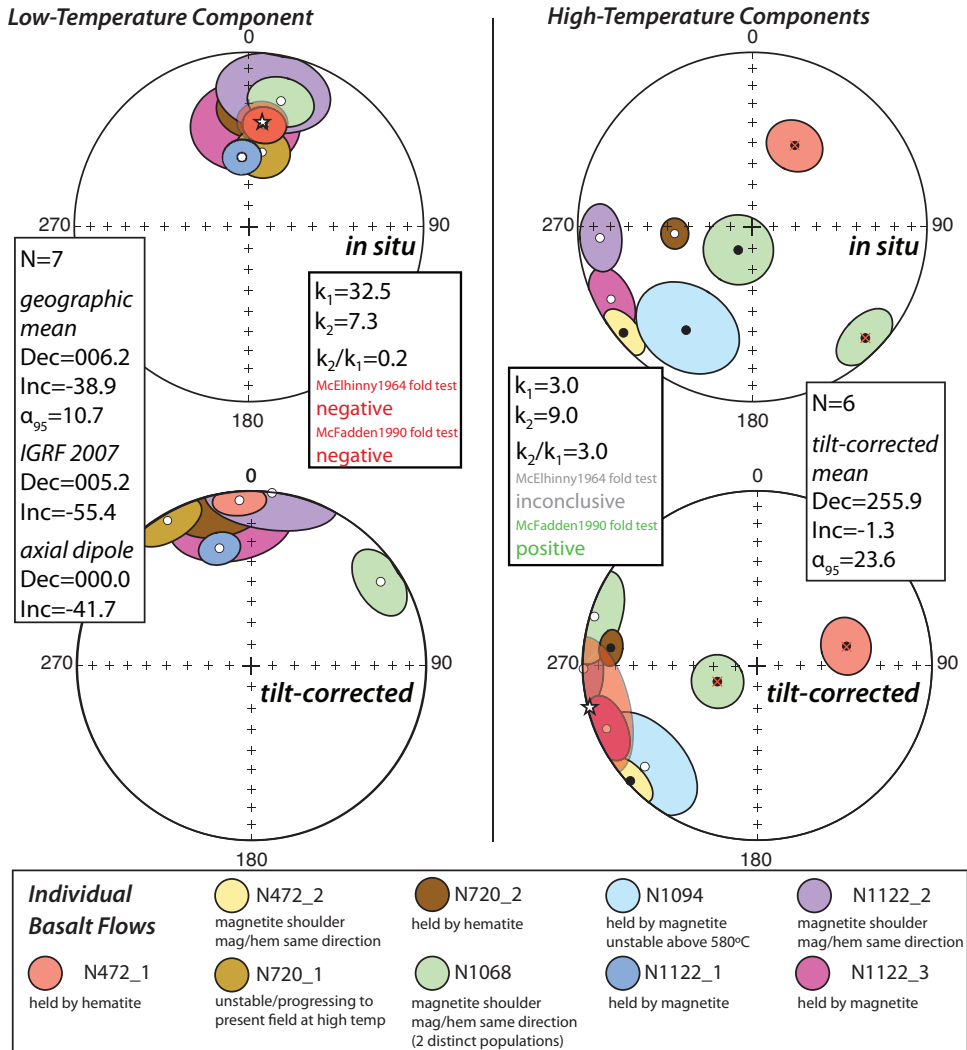 Low-Temperature Component
High-Temperature Components
0
270
90
in situ
180
N=7
geographic
mean
Dec=006.2
Inc=-38.9
α95=10.7
IGRF 2007
Dec=005.2
Inc=-55.4
axial dipole
Dec=000.0
Inc=-41.7
k1=32.5
k2=7.3
k2/k1=0.2
McElhinny1964 fold test
negative
McFadden1990 fold test
negative
0
270
90
tilt-corrected
180
0
270
90
in situ
180
k1=3.0
k2=9.0
k2/k1=3.0
McElhinny1964 fold test
inconclusive
McFadden1990 fold test
positive
N=6
tilt-corrected
mean
Dec=255.9
Inc=-1.3
α95=23.6
0
270
90
tilt-corrected
180
Individual
Basalt Flows
N472_1
held by hematite
N472_2
magnetite shoulder
mag/hem same direction
N720_1
unstable/progressing to
present field at high temp
N720_2
held by hematite
N1068
magnetite shoulder
mag/hem same direction
(2 distinct populations)
N1094
held by magnetite
unstable above 580ºC
N1122_1
held by magnetite
N1122_2
magnetite shoulder
mag/hem same direction
N1122_3
held by magnetite